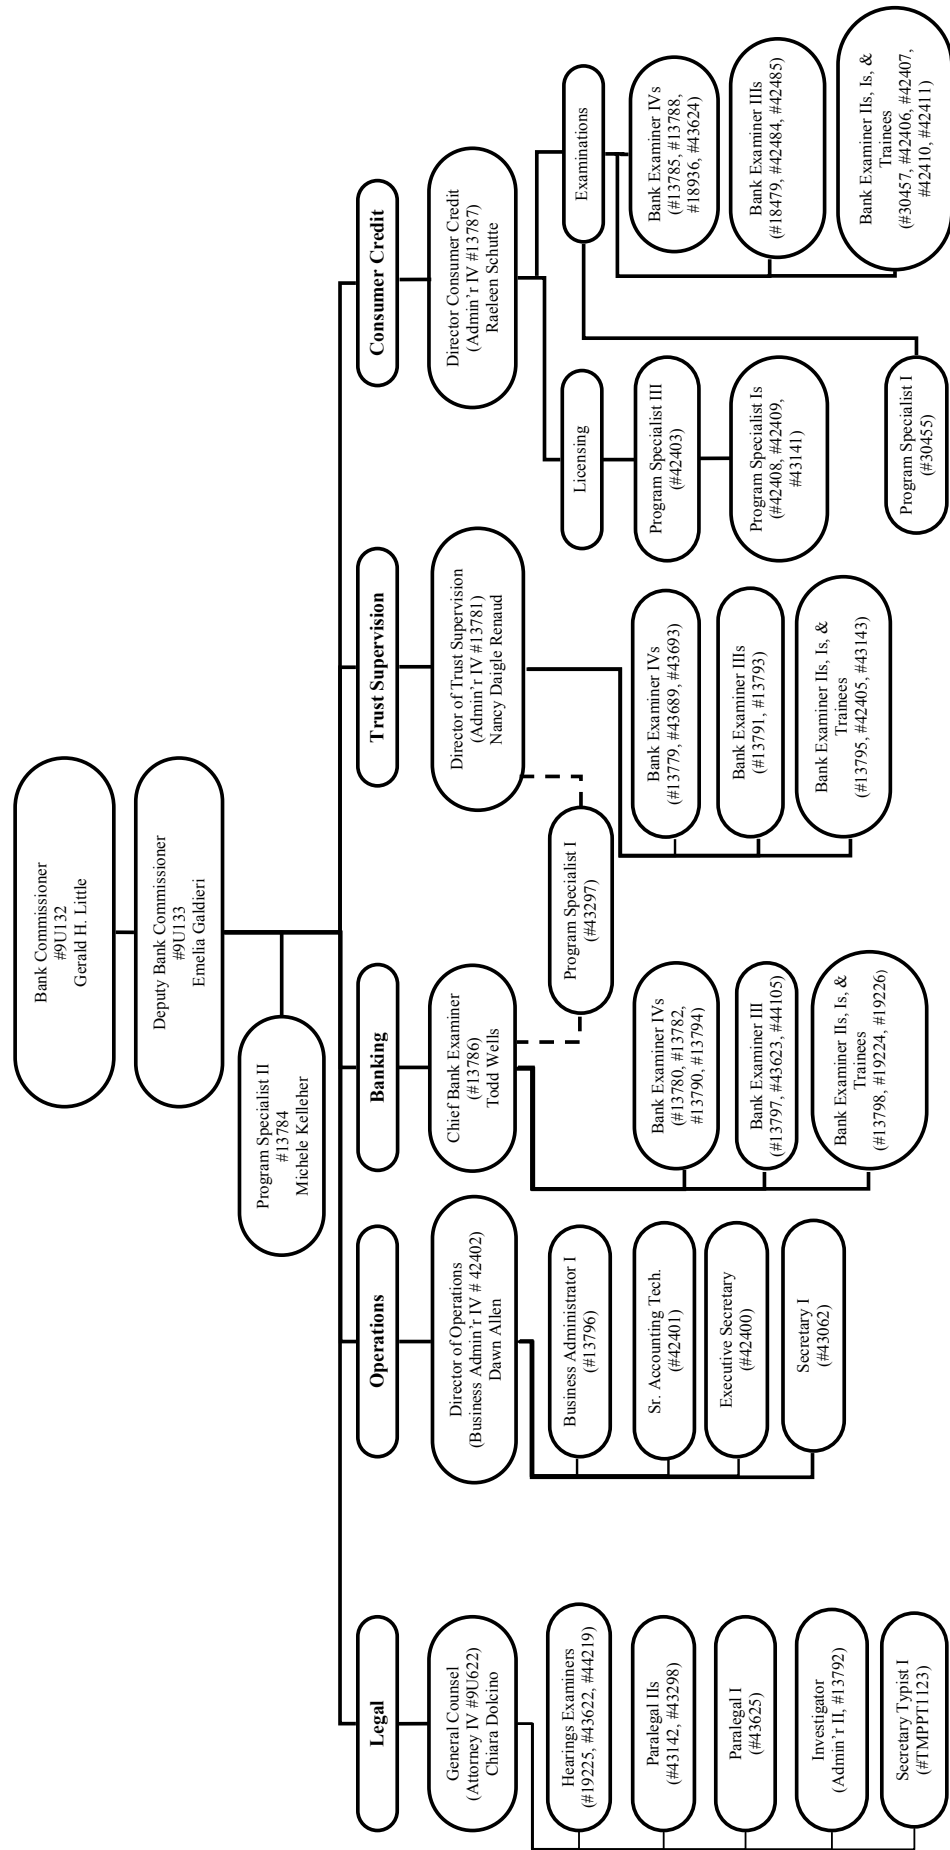 Bank Commissioner
#9U132
Gerald H. Little
Deputy Bank Commissioner
#9U133
Emelia Galdieri
Program Specialist II
#13784
Michele Kelleher
Legal
General Counsel
(Attorney IV #9U622)
Chiara Dolcino
Hearings Examiners
(#19225, #43622, #44219)
Paralegal IIs
(#43142, #43298)
Paralegal I
(#43625)
Investigator
(Admin'r II, #13792)
Secretary Typist I
(#TMPPT1123)
Operations
Director of Operations
(Business Admin'r IV # 42402)
Dawn Allen
Business Administrator I
(#13796)
Sr. Accounting Tech.
(#42401)
Executive Secretary
(#42400)
Secretary I
(#43062)
Banking
Chief Bank Examiner
(#13786)
Todd Wells
Program Specialist I
(#43297)
Bank Examiner IVs
(#13780, #13782,
#13790, #13794)
Bank Examiner III
(#13797, #43623, #44105)
Bank Examiner IIs, Is, &
Trainees
(#13798, #19224, #19226)
Trust Supervision
Director of Trust Supervision
(Admin'r IV #13781)
Nancy Daigle Renaud
Bank Examiner IVs
(#13779, #43689, #43693)
Bank Examiner IIIs
(#13791, #13793)
Bank Examiner IIs, Is, &
Trainees
(#13795, #42405, #43143)
Consumer Credit
Director Consumer Credit
(Admin'r IV #13787)
Raeleen Schutte
Licensing
Program Specialist III
(#42403)
Program Specialist Is
(#42408, #42409,
#43141)
Examinations
Bank Examiner IVs
(#13785, #13788,
#18936, #43624)
Bank Examiner IIIs
(#18479, #42484, #42485)
Bank Examiner IIs, Is, &
Trainees
(#30457, #42406, #42407,
#42410, #42411)
Program Specialist I
(#30455)